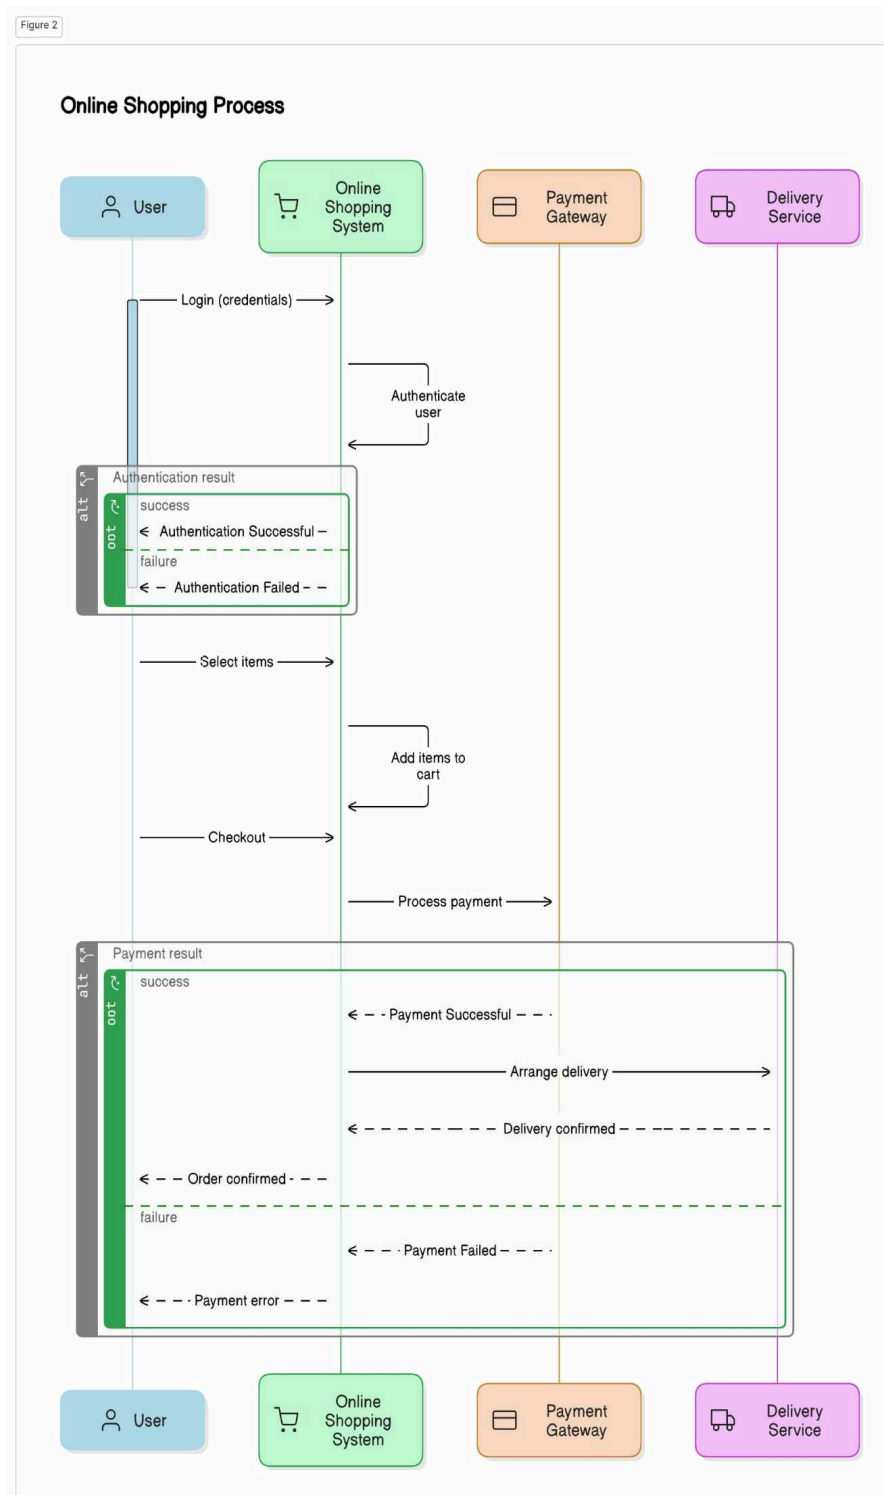 Figure 2
Online Shopping Process
User
Online
Shopping
System
Payment
Gateway
Delivery
Service
Login (credentials)
Authenticate
user
alt
Authentication result
opt
success
Authentication Successful
failure
Authentication Failed
Select items
Add items to
cart
Checkout
Process payment
alt
Payment result
opt
success
Payment Successful
Arrange delivery
Delivery confirmed
Order confirmed
failure
Payment Failed
Payment error
User
Online
Shopping
System
Payment
Gateway
Delivery
Service